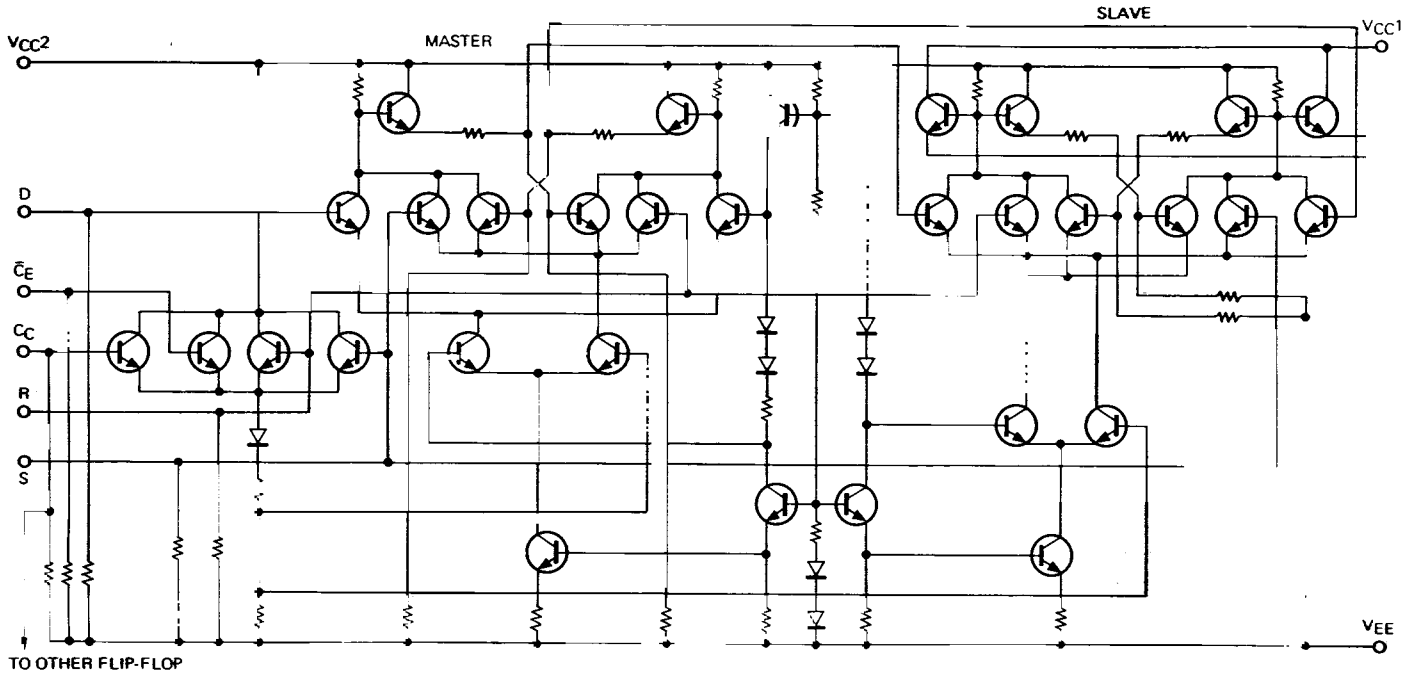 SLAVE
VCC1
VCC2
MASTER
D
C̄E
CC
R
S
VEE
TO OTHER FLIP-FLOP